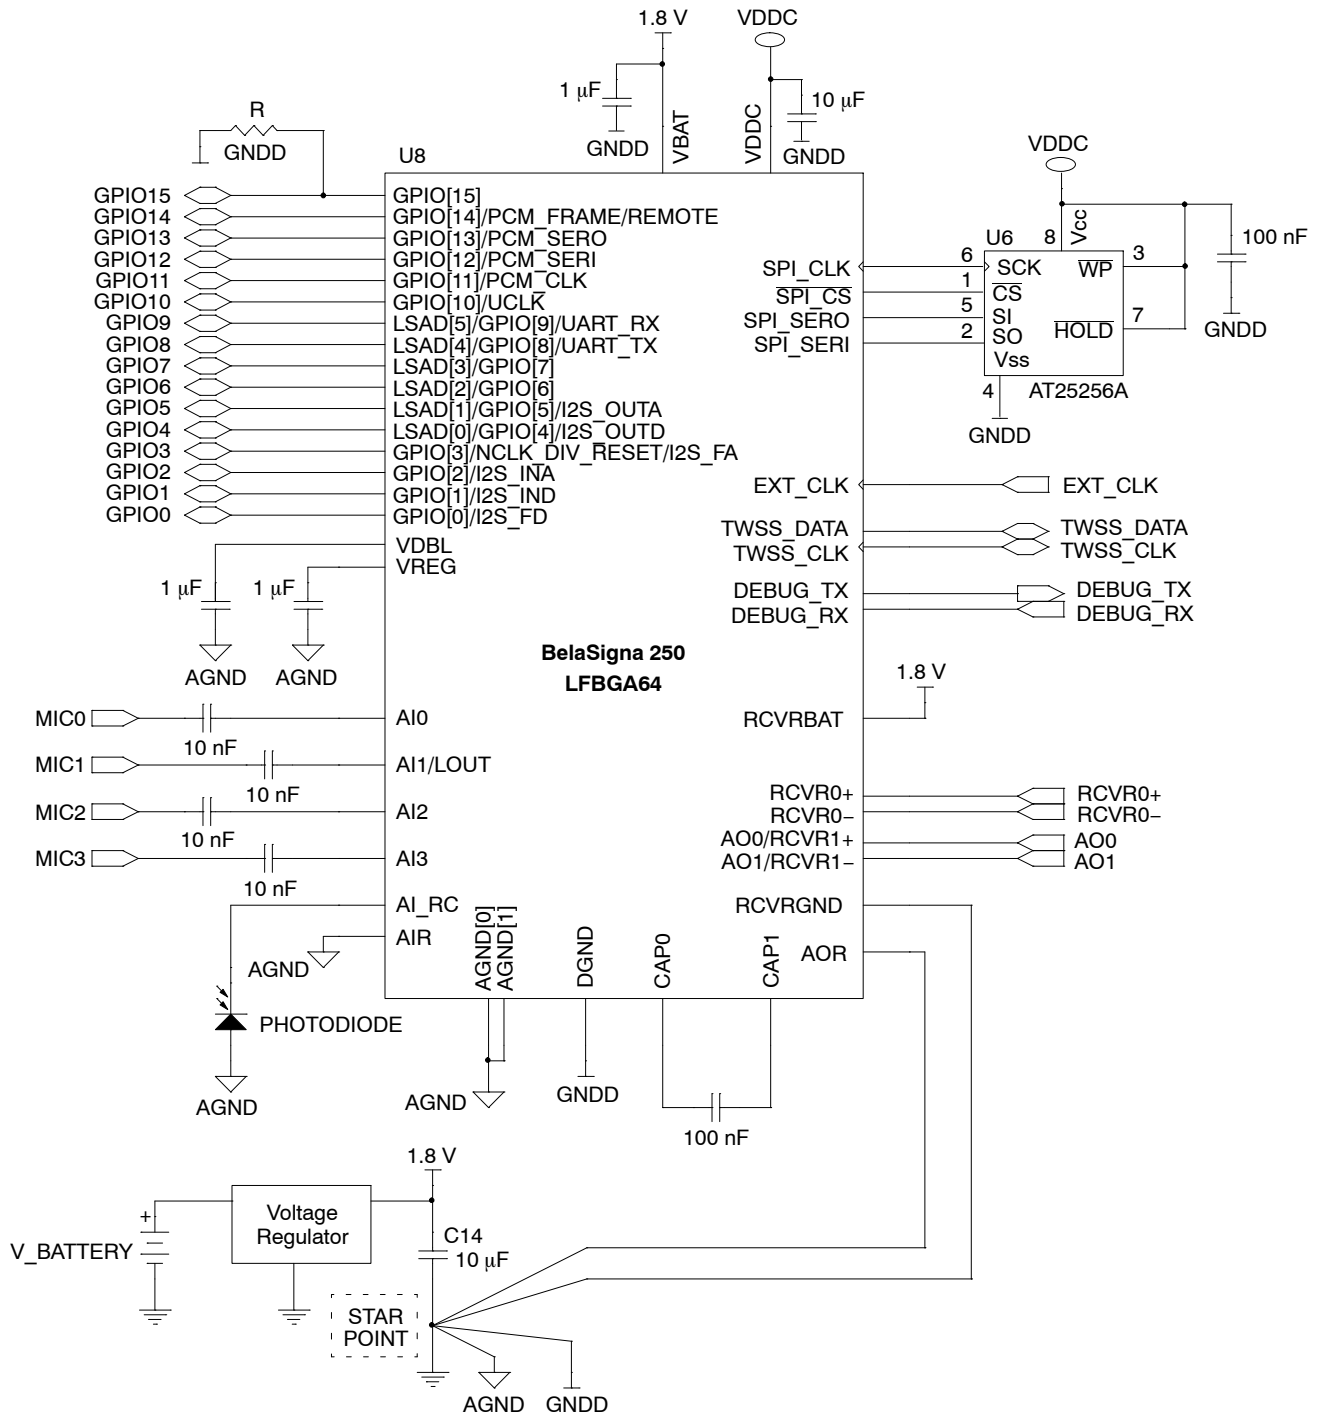 1.8 V
VDDC
1 μF
10 μF
GNDD
GNDD
VBAT
VDDC
R
GNDD
U8
GPIO15
GPIO14
GPIO13
GPIO12
GPIO11
GPIO10
GPIO9
GPIO8
GPIO7
GPIO6
GPIO5
GPIO4
GPIO3
GPIO2
GPIO1
GPIO0
GPIO[15]
GPIO[14]/PCM_FRAME/REMOTE
GPIO[13]/PCM_SERO
GPIO[12]/PCM_SERI
GPIO[11]/PCM_CLK
GPIO[10]/UCLK
LSAD[5]/GPIO[9]/UART_RX
LSAD[4]/GPIO[8]/UART_TX
LSAD[3]/GPIO[7]
LSAD[2]/GPIO[6]
LSAD[1]/GPIO[5]/I2S_OUTA
LSAD[0]/GPIO[4]/I2S_OUTD
GPIO[3]/NCLK_DIV_RESET/I2S_FA
GPIO[2]/I2S_INA
GPIO[1]/I2S_IND
GPIO[0]/I2S_FD
VDBL
VREG
1 μF
1 μF
AGND
AGND
SPI_CLK
SPI_CS
SPI_SERO
SPI_SERI
VDDC
U6
8
Vcc
6
1
5
2
SCK
CS
SI
SO
Vss
WP
HOLD
3
7
4
AT25256A
GNDD
100 nF
GNDD
EXT_CLK
EXT_CLK
TWSS_DATA
TWSS_DATA
TWSS_CLK
TWSS_CLK
DEBUG_TX
DEBUG_TX
DEBUG_RX
DEBUG_RX
BelaSigna 250
LFBGA64
1.8 V
RCVRBAT
MIC0
10 nF
AI0
MIC1
10 nF
AI1/LOUT
MIC2
10 nF
AI2
MIC3
10 nF
AI3
RCVR0+
RCVR0+
RCVR0−
RCVR0−
AO0/RCVR1+
AO0
AO1/RCVR1−
AO1
AI_RC
RCVRGND
AIR
AGND
AOR
AGND[0]
AGND[1]
DGND
CAP0
CAP1
PHOTODIODE
AGND
AGND
GNDD
100 nF
1.8 V
Voltage
Regulator
C14
10 μF
+
V_BATTERY
STAR
POINT
AGND
GNDD